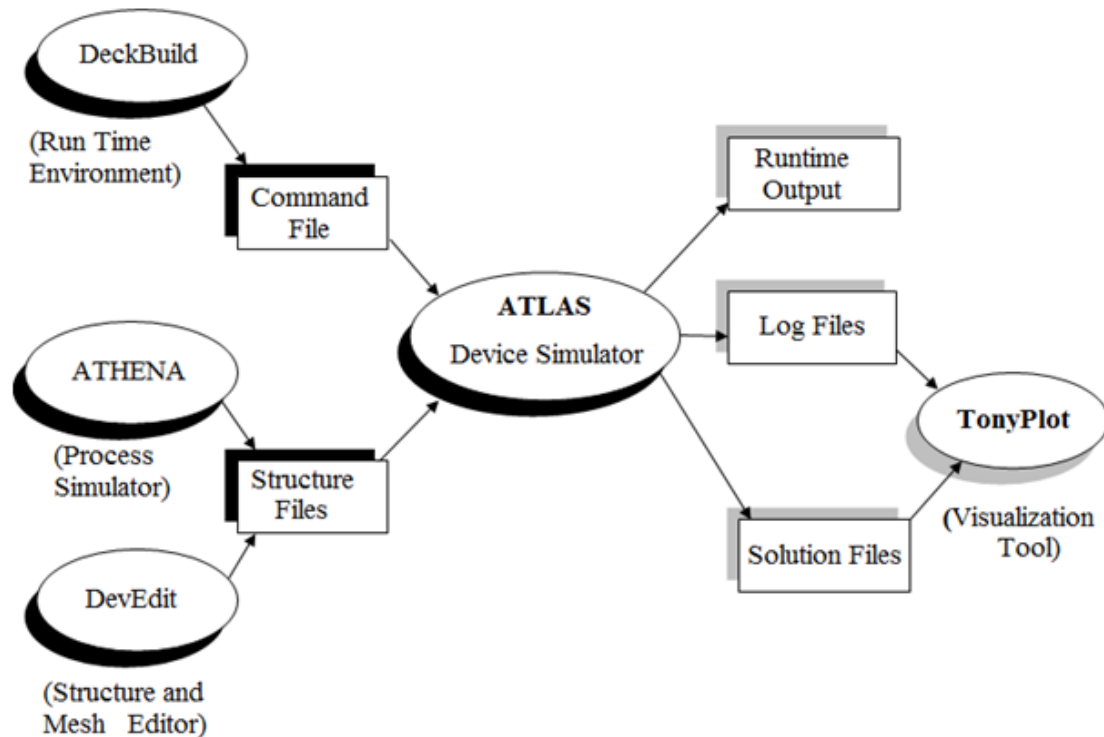 DeckBuild
(Run Time
Environment)
Command
File
ATHENA
(Process
Simulator)
Structure
Files
DevEdit
(Structure and
Mesh Editor)
ATLAS
Device Simulator
Runtime
Output
Log Files
Solution Files
TonyPlot
(Visualization
Tool)